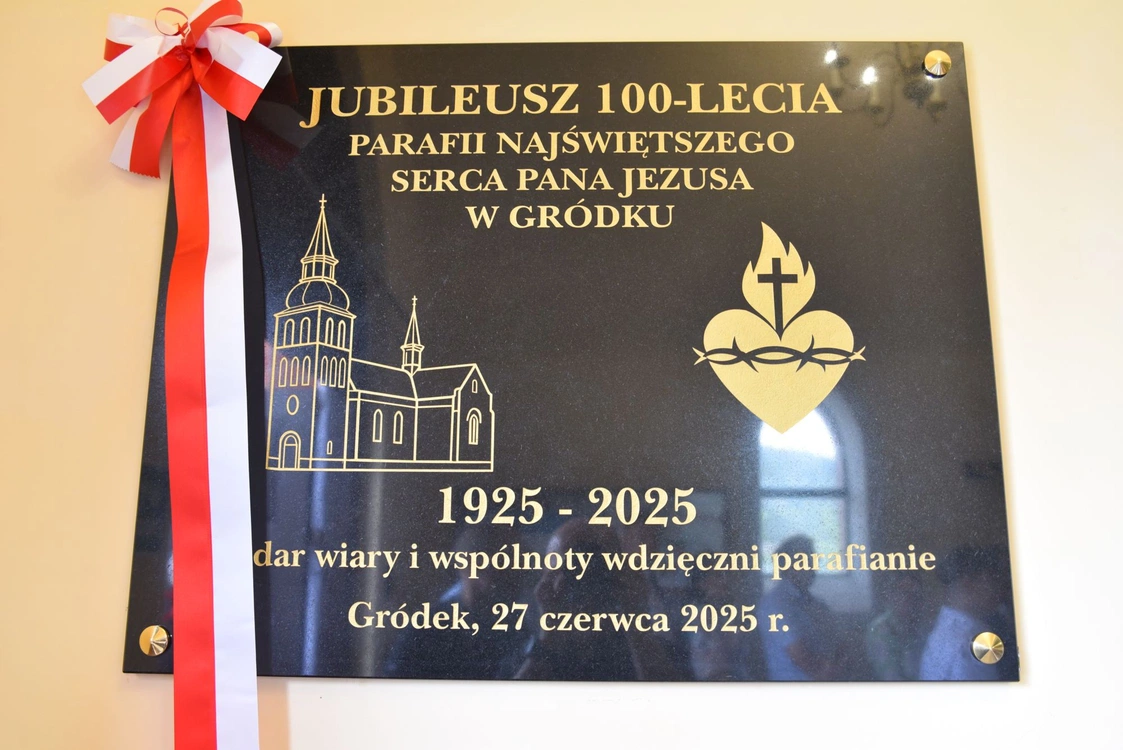 JUBILEUSZ 100-LECIA
PARAFII NAJŚWIĘTSZEGO
SERCA PANA JEZUSA
W GRÓDKU
1925 - 2025
dar wiary i wspólnoty wdzięczni parafianie
Gródek, 27 czerwca 2025 r.